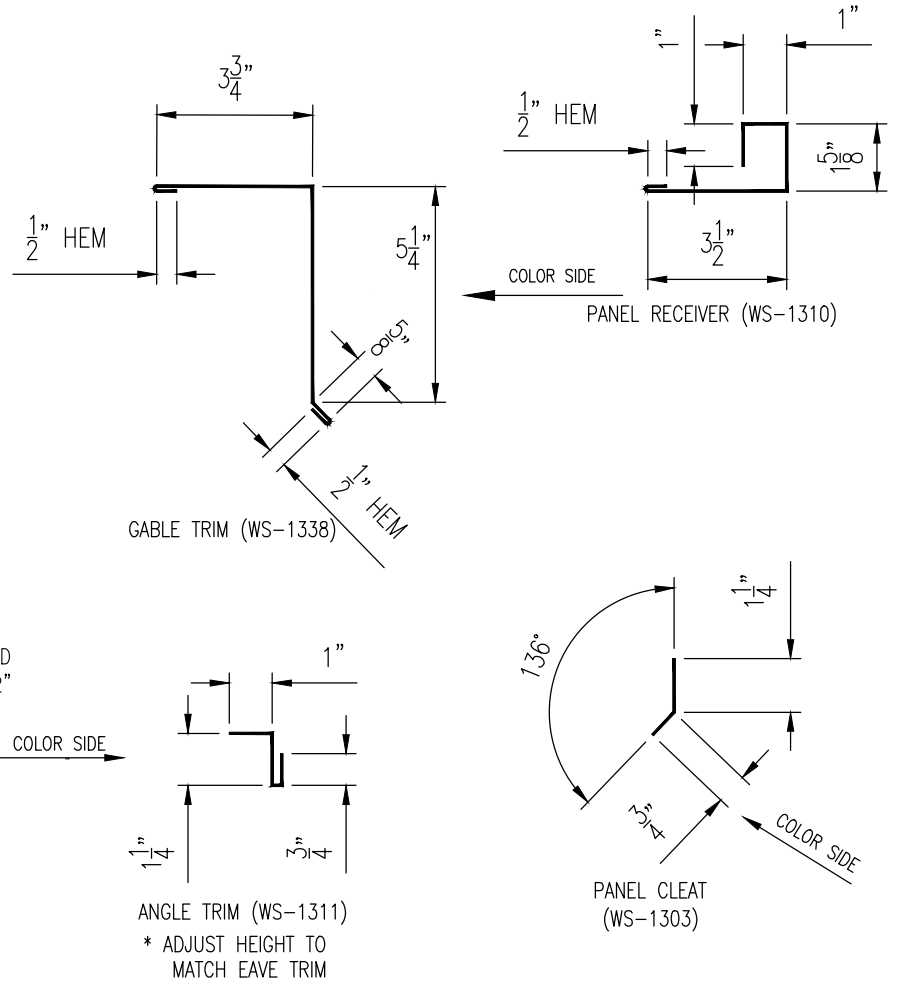 3 3/4"
1/2" HEM
5 1/4"
5/8"
1/2" HEM
GABLE TRIM (WS-1338)
1"
1"
1/2" HEM
1 5/8"
3 1/2"
COLOR SIDE
PANEL RECEIVER (WS-1310)
D
2"
COLOR SIDE
1"
1 1/4"
3/4"
ANGLE TRIM (WS-1311)
* ADJUST HEIGHT TO
MATCH EAVE TRIM
136°
1 1/4"
3/4"
COLOR SIDE
PANEL CLEAT
(WS-1303)